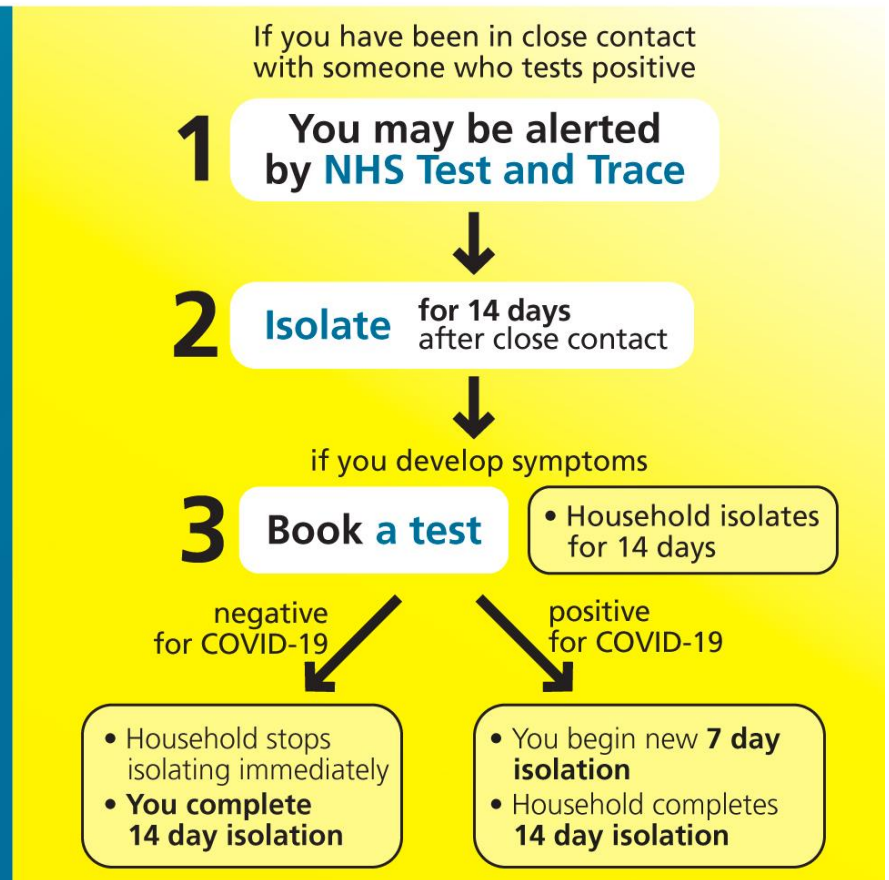 If you have been in close contact
with someone who tests positive
1
You may be alerted
by NHS Test and Trace
2
Isolate for 14 days
after close contact
if you develop symptoms
3
Book a test
• Household isolates
for 14 days
negative
for COVID-19
positive
for COVID-19
• Household stops
isolating immediately
• You complete
14 day isolation
• You begin new 7 day
isolation
• Household completes
14 day isolation